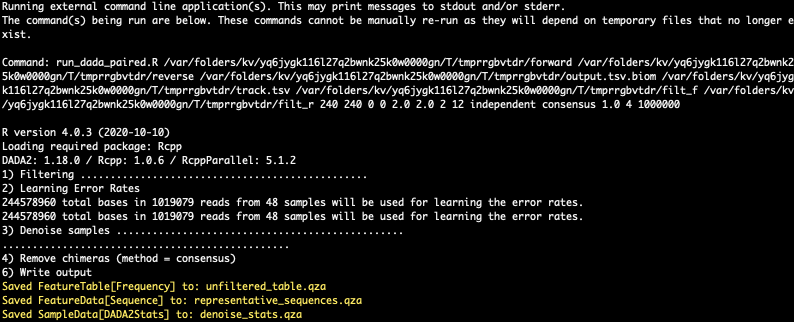 Running external command line application(s). This may print messages to stdout and/or stderr.
The command(s) being run are below. These commands cannot be manually re-run as they will depend on temporary files that no longer e
xist.
Command: run_dada_paired.R /var/folders/kv/yq6jygk116l27q2bwnk25k0w0000gn/T/tmprrgbvtdr/forward /var/folders/kv/yq6jygk116l27q2bwnk2
5k0w0000gn/T/tmprrgbvtdr/reverse /var/folders/kv/yq6jygk116l27q2bwnk25k0w0000gn/T/tmprrgbvtdr/output.tsv.biom /var/folders/kv/yq6jyg
k116l27q2bwnk25k0w0000gn/T/tmprrgbvtdr/track.tsv /var/folders/kv/yq6jygk116l27q2bwnk25k0w0000gn/T/tmprrgbvtdr/filt_f /var/folders/kv
/yq6jygk116l27q2bwnk25k0w0000gn/T/tmprrgbvtdr/filt_r 240 240 0 0 2.0 2.0 2 12 independent consensus 1.0 4 1000000
R version 4.0.3 (2020-10-10)
Loading required package: Rcpp
DADA2: 1.18.0 / Rcpp: 1.0.6 / RcppParallel: 5.1.2
1) Filtering ................................................
2) Learning Error Rates
244578960 total bases in 1019079 reads from 48 samples will be used for learning the error rates.
244578960 total bases in 1019079 reads from 48 samples will be used for learning the error rates.
3) Denoise samples ................................................
................................................
4) Remove chimeras (method = consensus)
6) Write output
Saved FeatureTable[Frequency] to: unfiltered_table.qza
Saved FeatureData[Sequence] to: representative_sequences.qza
Saved SampleData[DADA2Stats] to: denoise_stats.qza